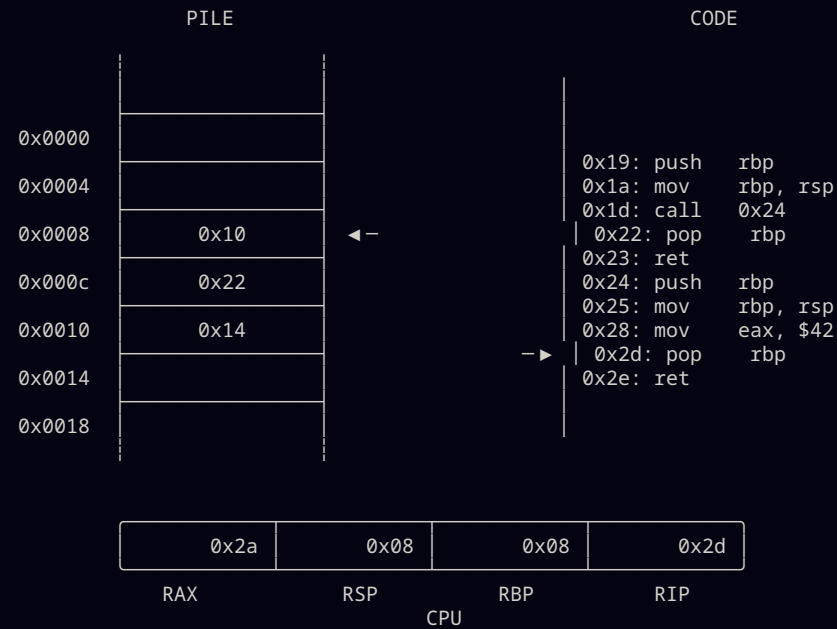 PILE CODE
0x0000
0x19: push rbp
0x0004 0x1a: mov rbp, rsp
0x1d: call 0x24
0x0008 0x10 ◄─ 0x22: pop rbp
0x23: ret
0x000c 0x22 0x24: push rbp
0x25: mov rbp, rsp
0x0010 0x14 0x28: mov eax, $42
─► 0x2d: pop rbp
0x0014 0x2e: ret
0x0018
0x2a 0x08 0x08 0x2d
RAX RSP RBP RIP
CPU